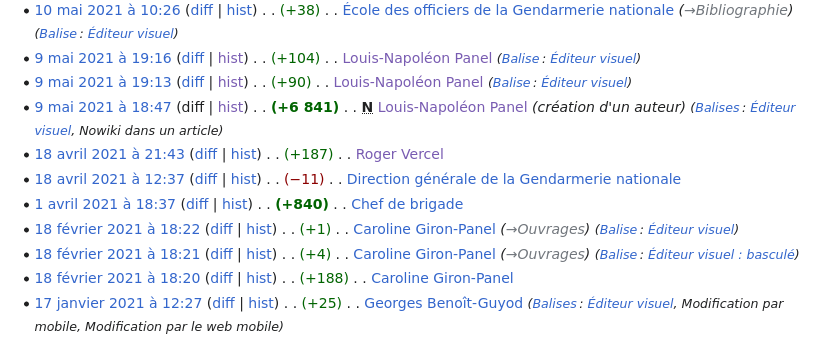 • 10 mai 2021 à 10:26 (diff | hist) . . (+38) . . École des officiers de la Gendarmerie nationale (→Bibliographie)
(Balise : Éditeur visuel)
• 9 mai 2021 à 19:16 (diff | hist) . . (+104) . . Louis-Napoléon Panel (Balise : Éditeur visuel)
• 9 mai 2021 à 19:13 (diff | hist) . . (+90) . . Louis-Napoléon Panel (Balise : Éditeur visuel)
• 9 mai 2021 à 18:47 (diff | hist) . . (+6 841) . . N Louis-Napoléon Panel (création d'un auteur) (Balises : Éditeur
visuel, Nowiki dans un article)
• 18 avril 2021 à 21:43 (diff | hist) . . (+187) . . Roger Vercel
• 18 avril 2021 à 12:37 (diff | hist) . . (−11) . . Direction générale de la Gendarmerie nationale
• 1 avril 2021 à 18:37 (diff | hist) . . (+840) . . Chef de brigade
• 18 février 2021 à 18:22 (diff | hist) . . (+1) . . Caroline Giron-Panel (→Ouvrages) (Balise : Éditeur visuel)
• 18 février 2021 à 18:21 (diff | hist) . . (+4) . . Caroline Giron-Panel (→Ouvrages) (Balise : Éditeur visuel : basculé)
• 18 février 2021 à 18:20 (diff | hist) . . (+188) . . Caroline Giron-Panel
• 17 janvier 2021 à 12:27 (diff | hist) . . (+25) . . Georges Benoît-Guyod (Balises : Éditeur visuel, Modification par
mobile, Modification par le web mobile)